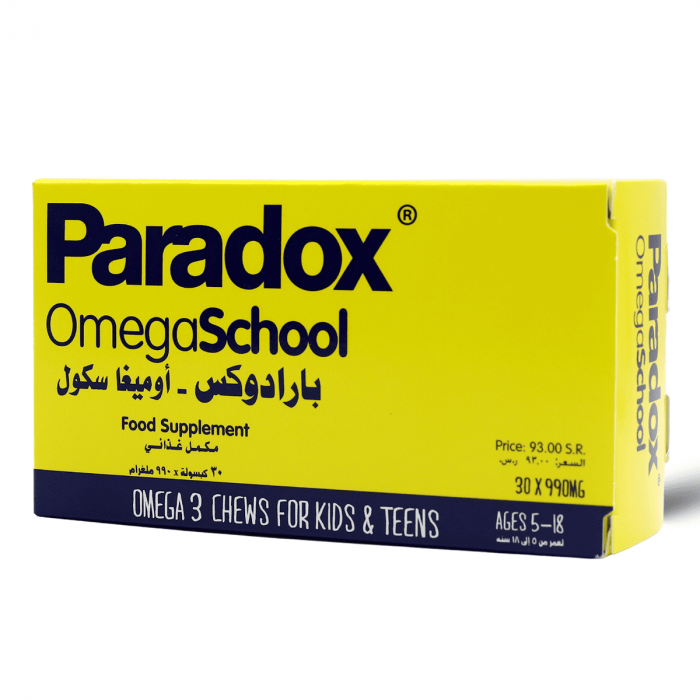 Paradox®
OmegaSchool
بارادوكس - أوميغا سكول
Food Supplement
مكمل غذائي
٣٠ كبسولة × ٩٩٠ ملغرام
Price: 93.00 S.R.
السعر: ٩٣,٠٠ ر.س.
30 X 990MG
OMEGA 3 CHEWS FOR KIDS & TEENS
AGES 5-18
لعمر من ٥ إلى ١٨ سنه
Paradox®
OmegaSchool